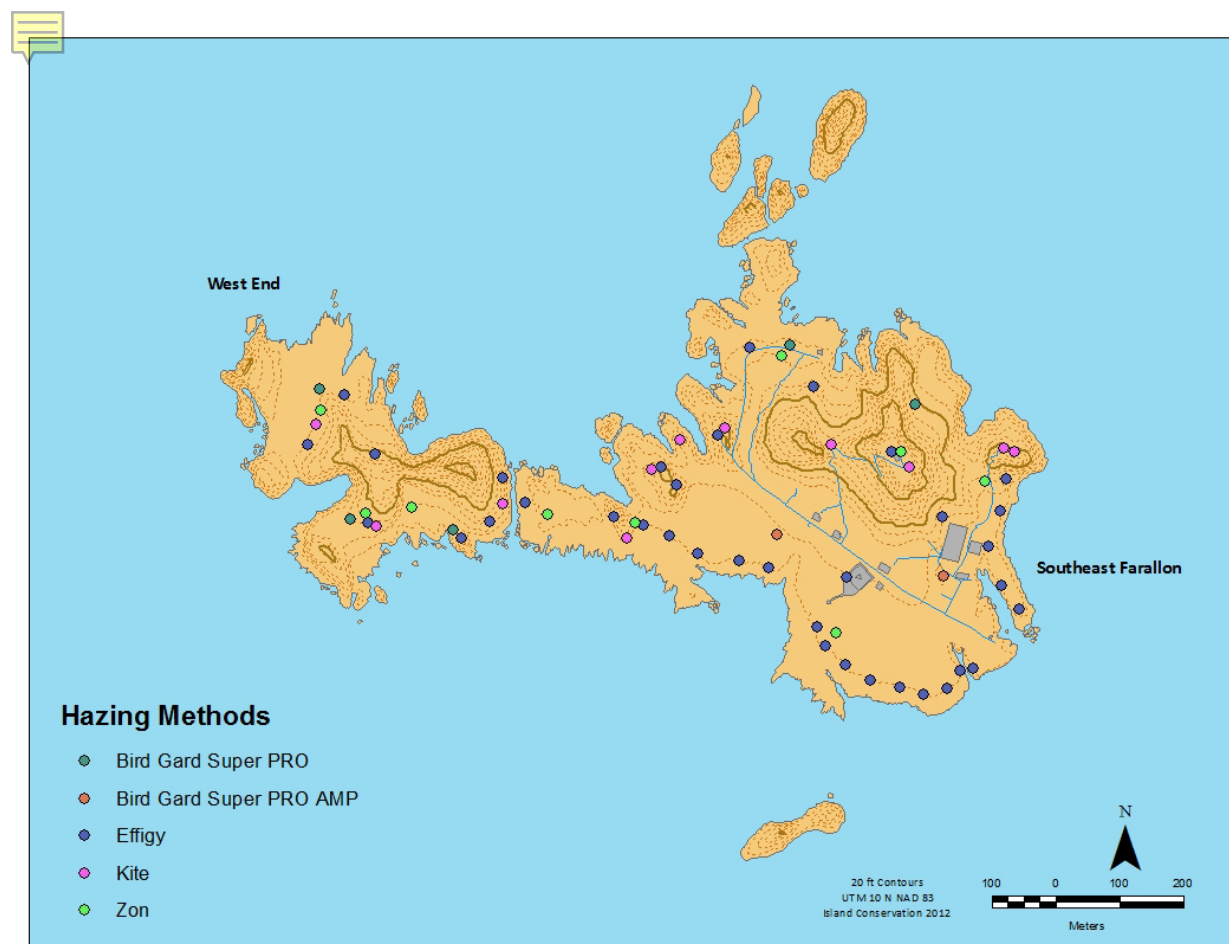 West End
Southeast Farallon
Hazing Methods
Bird Gard Super PRO
Bird Gard Super PRO AMP
Effigy
Kite
Zon
20 ft Contours
UTM 10 N NAD 83
Island Conservation 2012
N
100 0 100 200
Meters